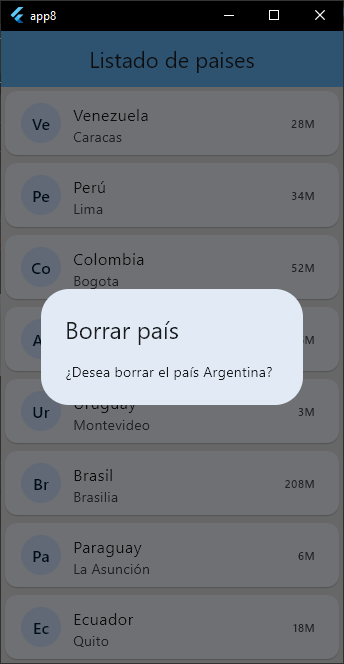 app8
Listado de paises
Ve
Venezuela
Caracas
28M
Pe
Perú
Lima
34M
Co
Colombia
Bogota
52M
Borrar país
¿Desea borrar el país Argentina?
Ur
Uruguay
Montevideo
3M
Br
Brasil
Brasilia
208M
Pa
Paraguay
La Asunción
6M
Ec
Ecuador
Quito
18M